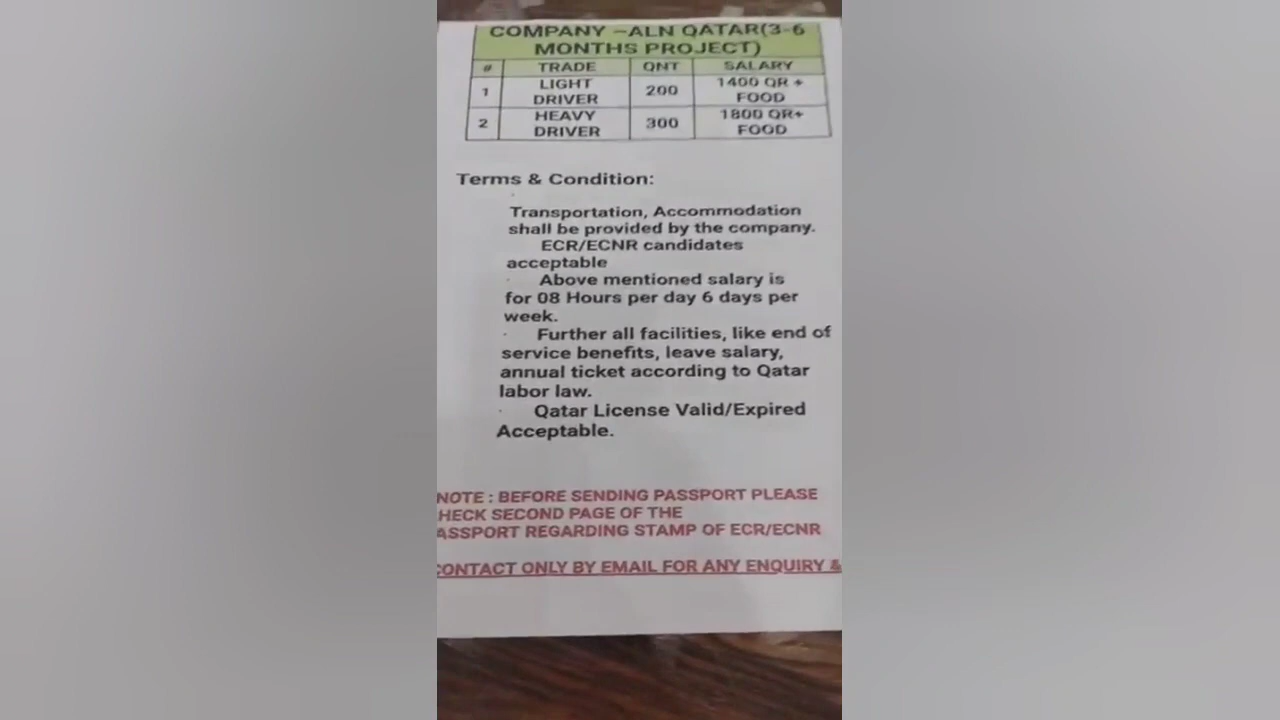 COMPANY –ALN QATAR(3-6
MONTHS PROJECT)
# TRADE QNT SALARY
1 LIGHT DRIVER 200 1400 QR + FOOD
2 HEAVY DRIVER 300 1800 QR+ FOOD
Terms & Condition:
Transportation, Accommodation
shall be provided by the company.
ECR/ECNR candidates
acceptable
· Above mentioned salary is
for 08 Hours per day 6 days per
week.
· Further all facilities, like end of
service benefits, leave salary,
annual ticket according to Qatar
labor law.
· Qatar License Valid/Expired
Acceptable.
NOTE : BEFORE SENDING PASSPORT PLEASE
HECK SECOND PAGE OF THE
ASSPORT REGARDING STAMP OF ECR/ECNR
CONTACT ONLY BY EMAIL FOR ANY ENQUIRY &